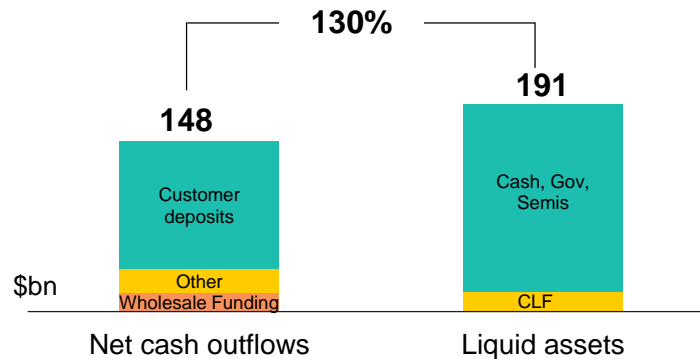 130%
148
191
Customer
deposits
Cash, Gov,
Semis
Other
Wholesale Funding
CLF
$bn
Net cash outflows
Liquid assets